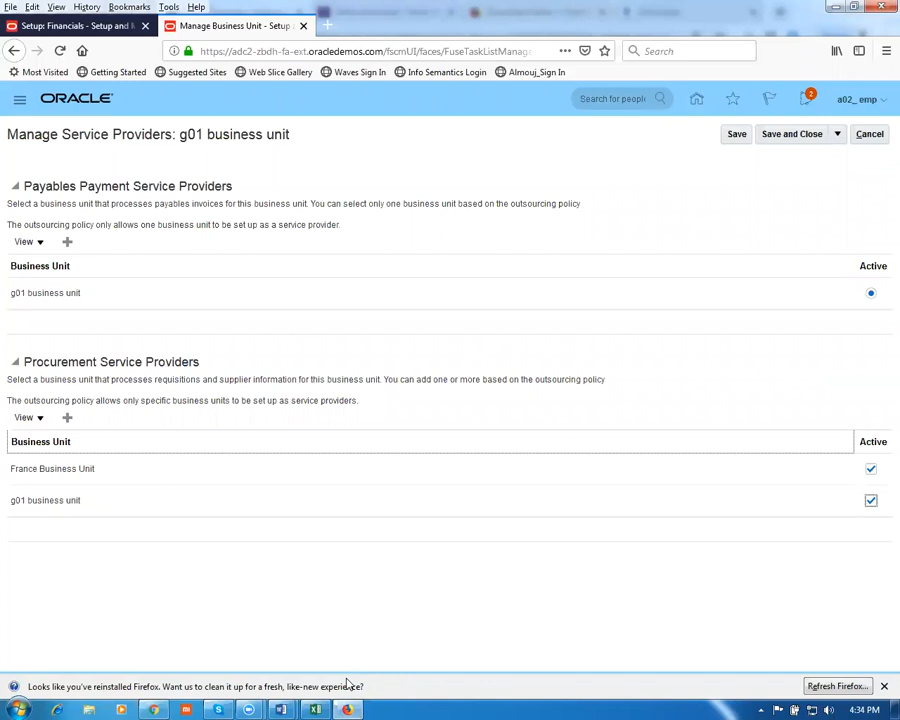 File Edit View History Bookmarks Tools Help
Setup: Financials - Setup and M
Manage Business Unit - Setup
https://adc2-zbdh-fa-ext.oracledemos.com/fscmUI/faces/FuseTaskListManage
Search
Most Visited Getting Started Suggested Sites Web Slice Gallery Waves Sign In Info Semantics Login Almouj_Sign In
ORACLE
Search for people
2
a02_ emp
Manage Service Providers: g01 business unit
Save Save and Close Cancel
Payables Payment Service Providers
Select a business unit that processes payables invoices for this business unit. You can select only one business unit based on the outsourcing policy
The outsourcing policy only allows one business unit to be set up as a service provider.
View
Business Unit Active
g01 business unit
Procurement Service Providers
Select a business unit that processes requisitions and supplier information for this business unit. You can add one or more based on the outsourcing policy
The outsourcing policy allows only specific business units to be set up as service providers.
View
Business Unit Active
France Business Unit
g01 business unit
Looks like you've reinstalled Firefox. Want us to clean it up for a fresh, like-new experience?
Refresh Firefox...
4:34 PM